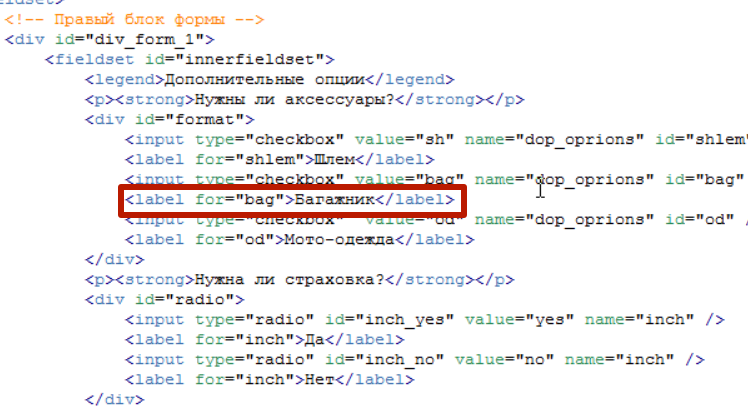 eldset>
<!-- Правый блок формы -->
<div id="div_form_1">
<fieldset id="innerfieldset">
<legend>Дополнительные опции</legend>
<p><strong>Нужны ли аксессуары?</strong></p>
<div id="format">
<input type="checkbox" value="sh" name="dop_oprions" id="shlem"
<label for="shlem">Шлем</label>
<input type="checkbox" value="bag" name="dop_oprions" id="bag"
<label for="bag">Багажник</label>
<input type="checkbox" value="od" name="dop_oprions" id="od" /
<label for="od">Мото-одежда</label>
</div>
<p><strong>Нужна ли страховка?</strong></p>
<div id="radio">
<input type="radio" id="inch_yes" value="yes" name="inch" />
<label for="inch">Да</label>
<input type="radio" id="inch_no" value="no" name="inch" />
<label for="inch">Нет</label>
</div>